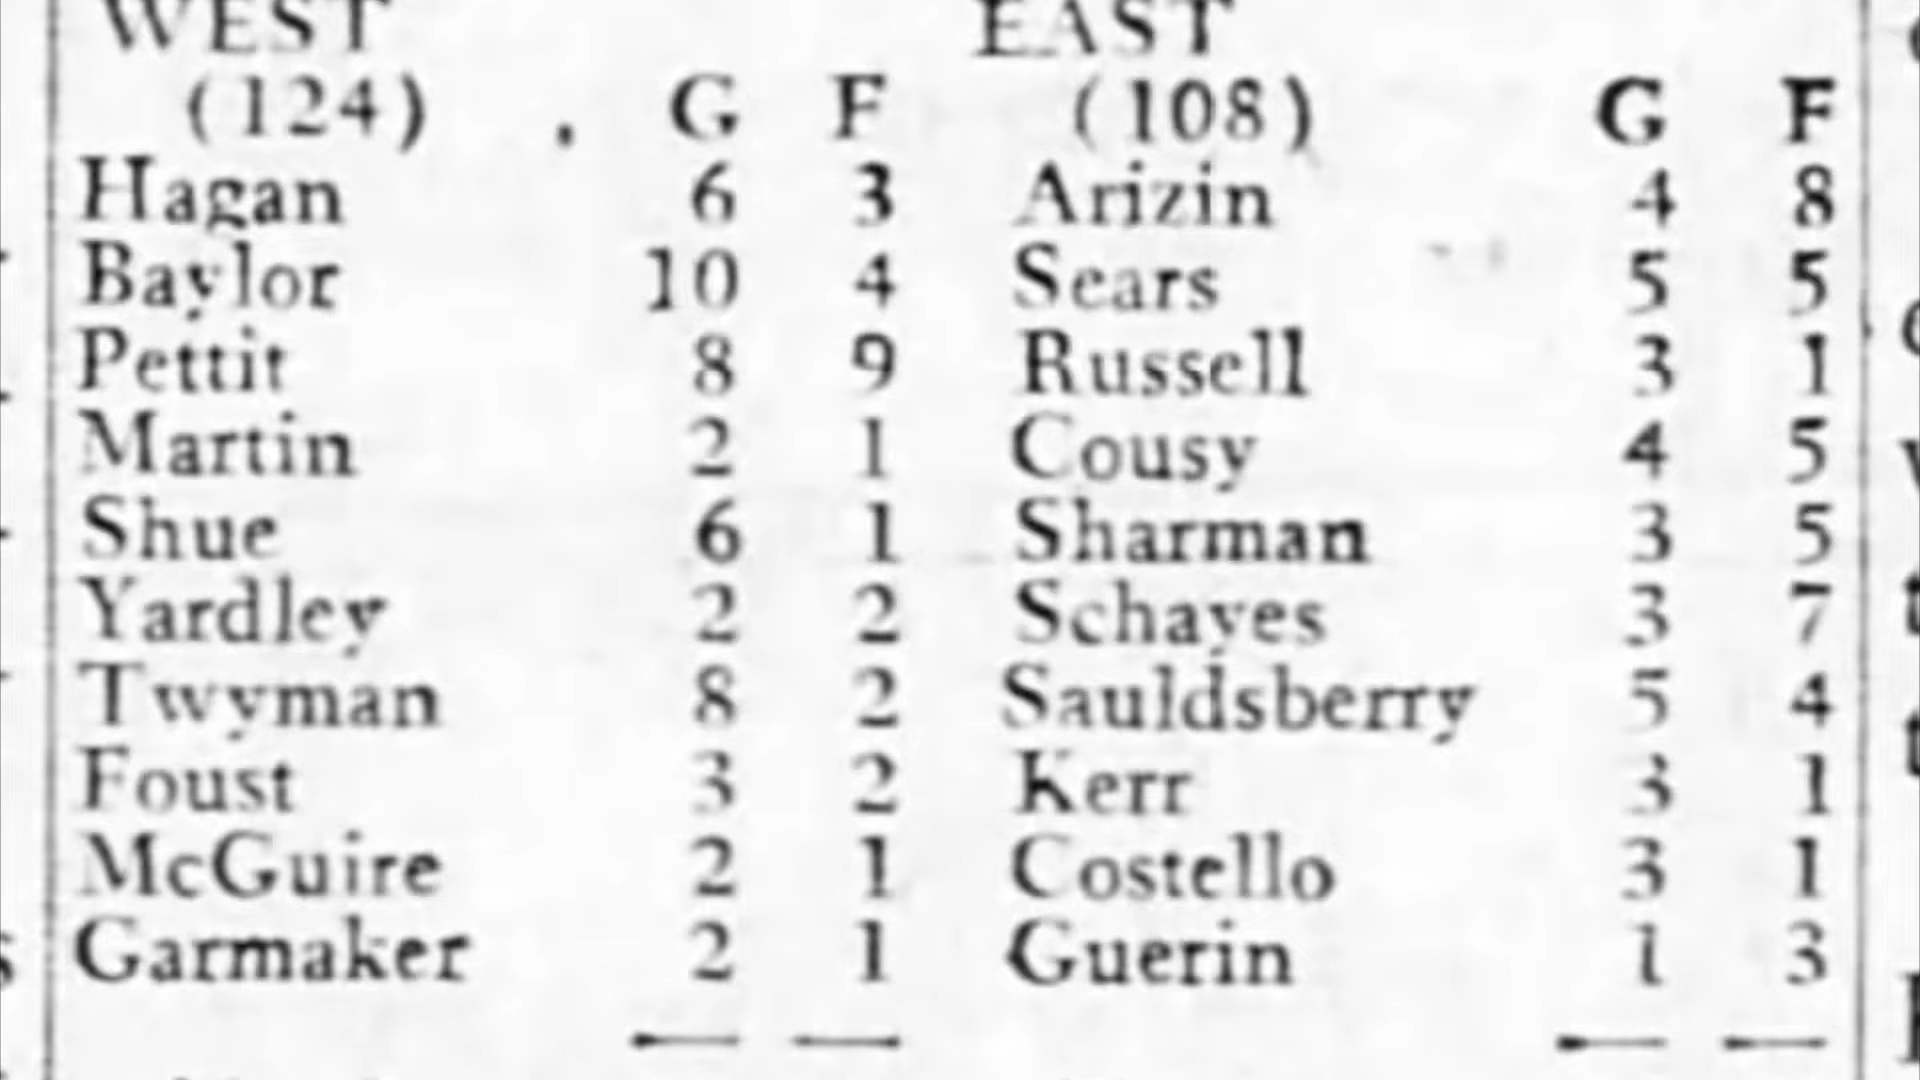 WEST EAST
(124) . G F (108) G F
Hagan 6 3 Arizin 4 8
Baylor 10 4 Sears 5 5
Pettit 8 9 Russell 3 1
Martin 2 1 Cousy 4 5
Shue 6 1 Sharman 3 5
Yardley 2 2 Schayes 3 7
Twyman 8 2 Sauldsberry 5 4
Foust 3 2 Kerr 3 1
McGuire 2 1 Costello 3 1
Garmaker 2 1 Guerin 1 3